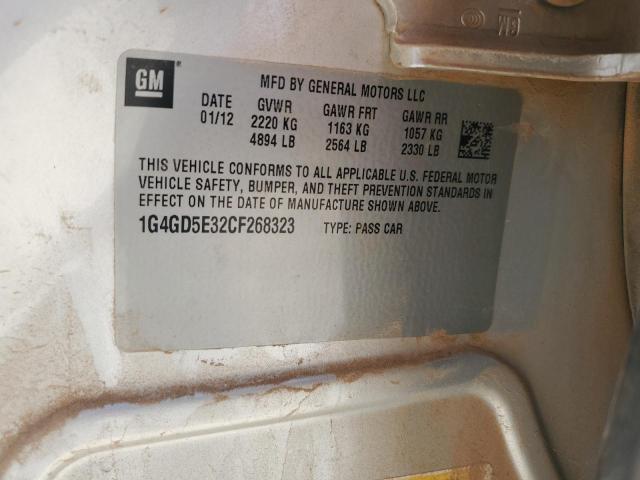 GM
MFD BY GENERAL MOTORS LLC
DATE GVWR GAWR FRT GAWR RR
01/12 2220 KG 1163 KG 1057 KG
4894 LB 2564 LB 2330 LB
THIS VEHICLE CONFORMS TO ALL APPLICABLE U.S. FEDERAL MOTOR
VEHICLE SAFETY, BUMPER, AND THEFT PREVENTION STANDARDS IN
EFFECT ON THE DATE OF MANUFACTURE SHOWN ABOVE.
1G4GD5E32CF268323 TYPE: PASS CAR